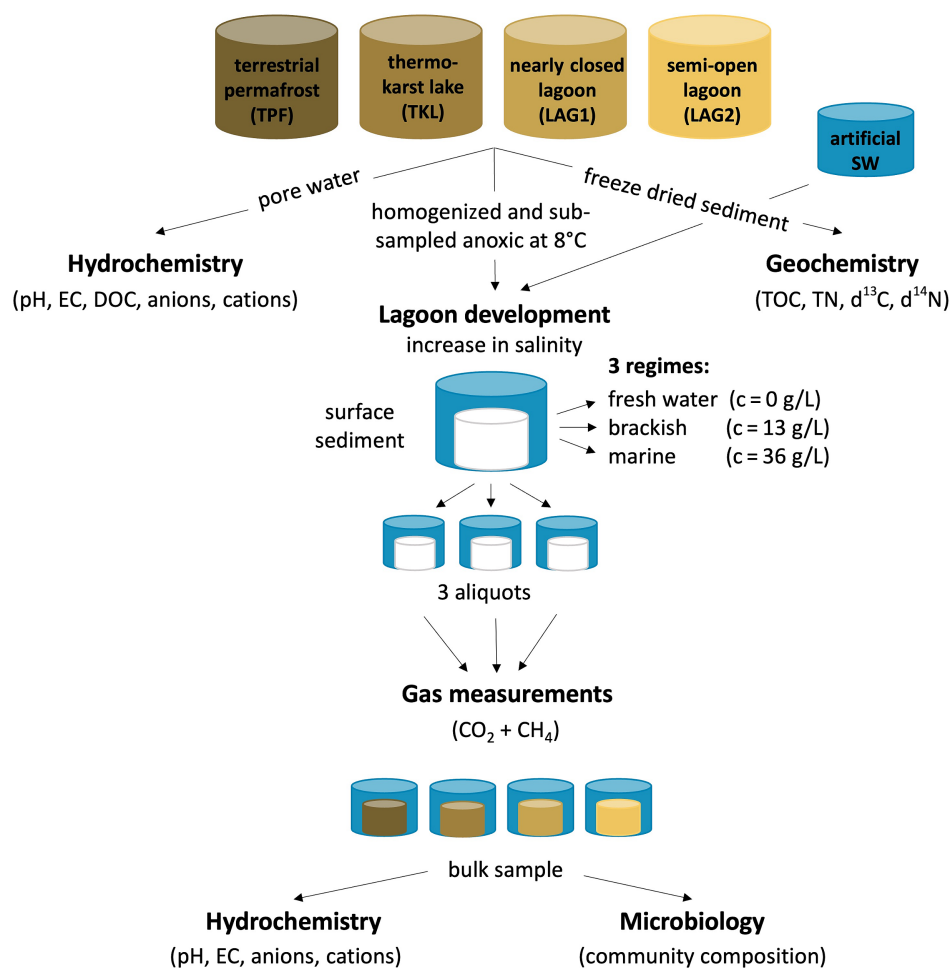 terrestrial
permafrost
(TPF)
thermo-
karst lake
(TKL)
nearly closed
lagoon
(LAG1)
semi-open
lagoon
(LAG2)
artificial
SW
pore water
homogenized and sub-
sampled anoxic at 8°C
freeze dried sediment
Hydrochemistry
(pH, EC, DOC, anions, cations)
Geochemistry
(TOC, TN, d¹³C, d¹⁴N)
Lagoon development
increase in salinity
surface
sediment
3 regimes:
fresh water (c = 0 g/L)
brackish (c = 13 g/L)
marine (c = 36 g/L)
3 aliquots
Gas measurements
(CO₂ + CH₄)
bulk sample
Hydrochemistry
(pH, EC, anions, cations)
Microbiology
(community composition)